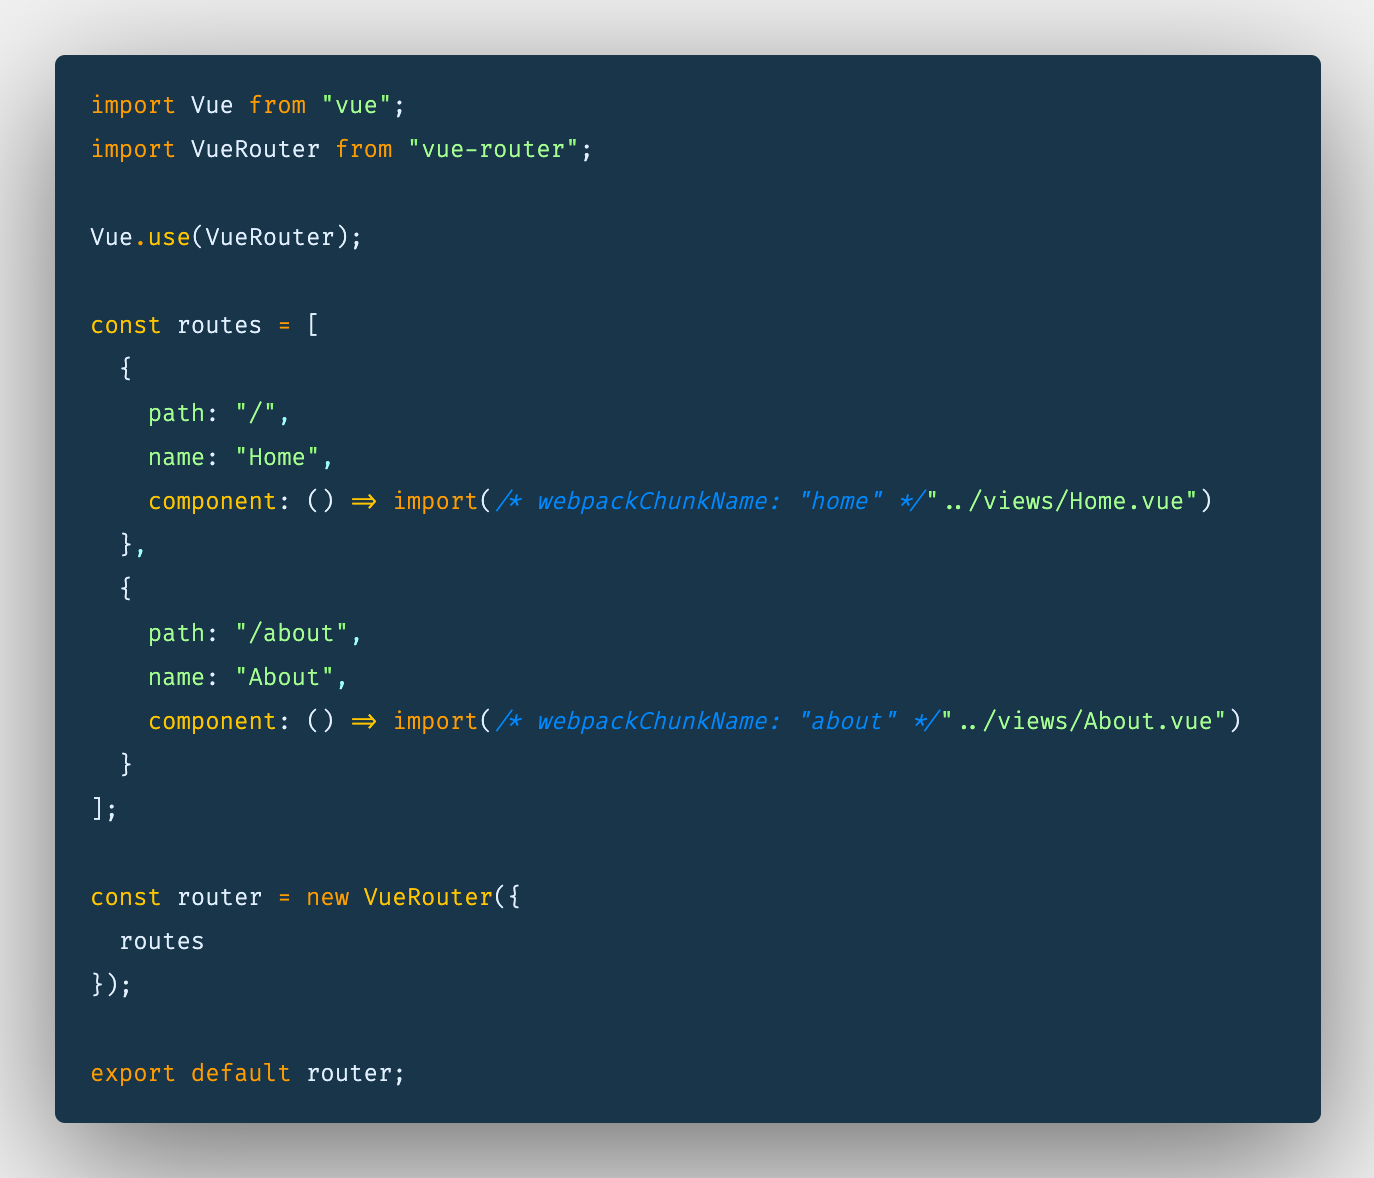 import Vue from "vue";
import VueRouter from "vue-router";

Vue.use(VueRouter);

const routes = [
  {
    path: "/",
    name: "Home",
    component: () => import(/* webpackChunkName: "home" */"../views/Home.vue")
  },
  {
    path: "/about",
    name: "About",
    component: () => import(/* webpackChunkName: "about" */"../views/About.vue")
  }
];

const router = new VueRouter({
  routes
});

export default router;